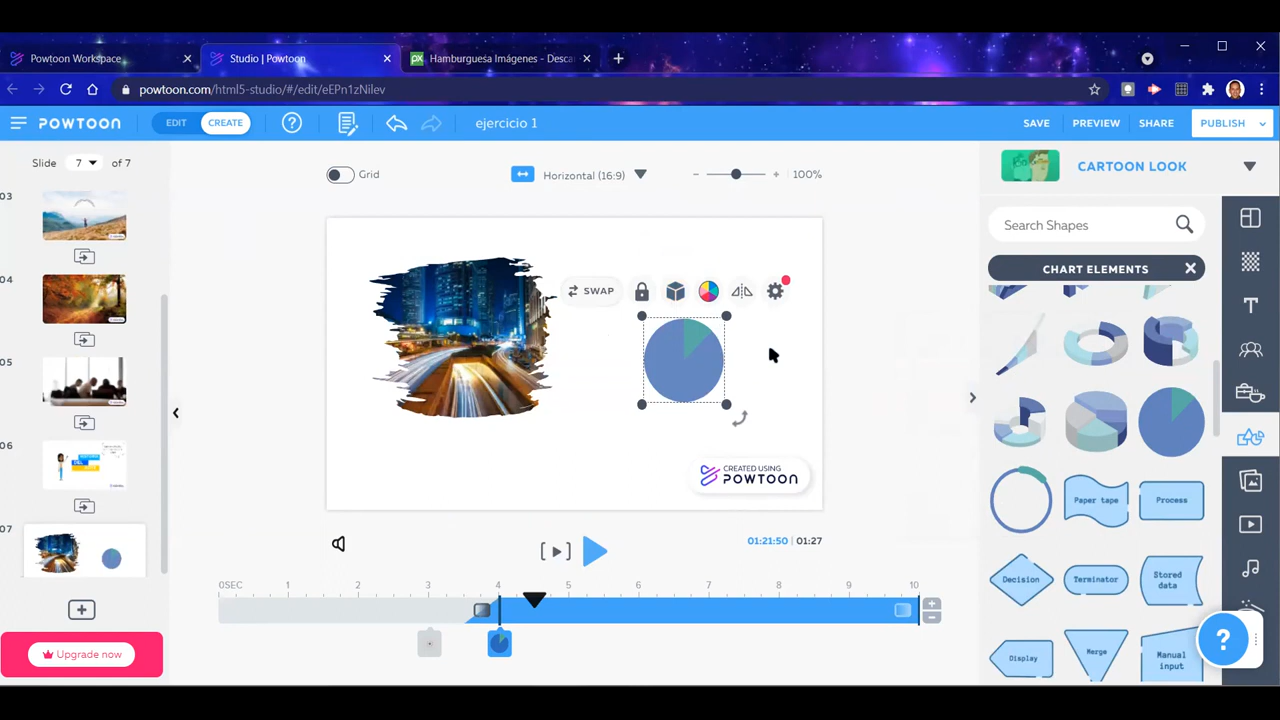 Powtoon Workspace
Studio | Powtoon
px
Hamburguesa Imágenes - Desca
powtoon.com/html5-studio/#/edit/eEPn1zNilev
POWTOON
EDIT
CREATE
ejercicio 1
SAVE
PREVIEW
SHARE
PUBLISH
Slide 7 of 7
Grid
Horizontal (16:9)
100%
CARTOON LOOK
Search Shapes
CHART ELEMENTS
03
04
05
06
07
SWAP
CREATED USING
POWTOON
Paper tape
Process
Decision
Terminator
Stored
data
Display
Merge
Manual
input
01:21:50 | 01:27
0SEC 1 2 3 4 5 6 7 8 9 10
Upgrade now
?